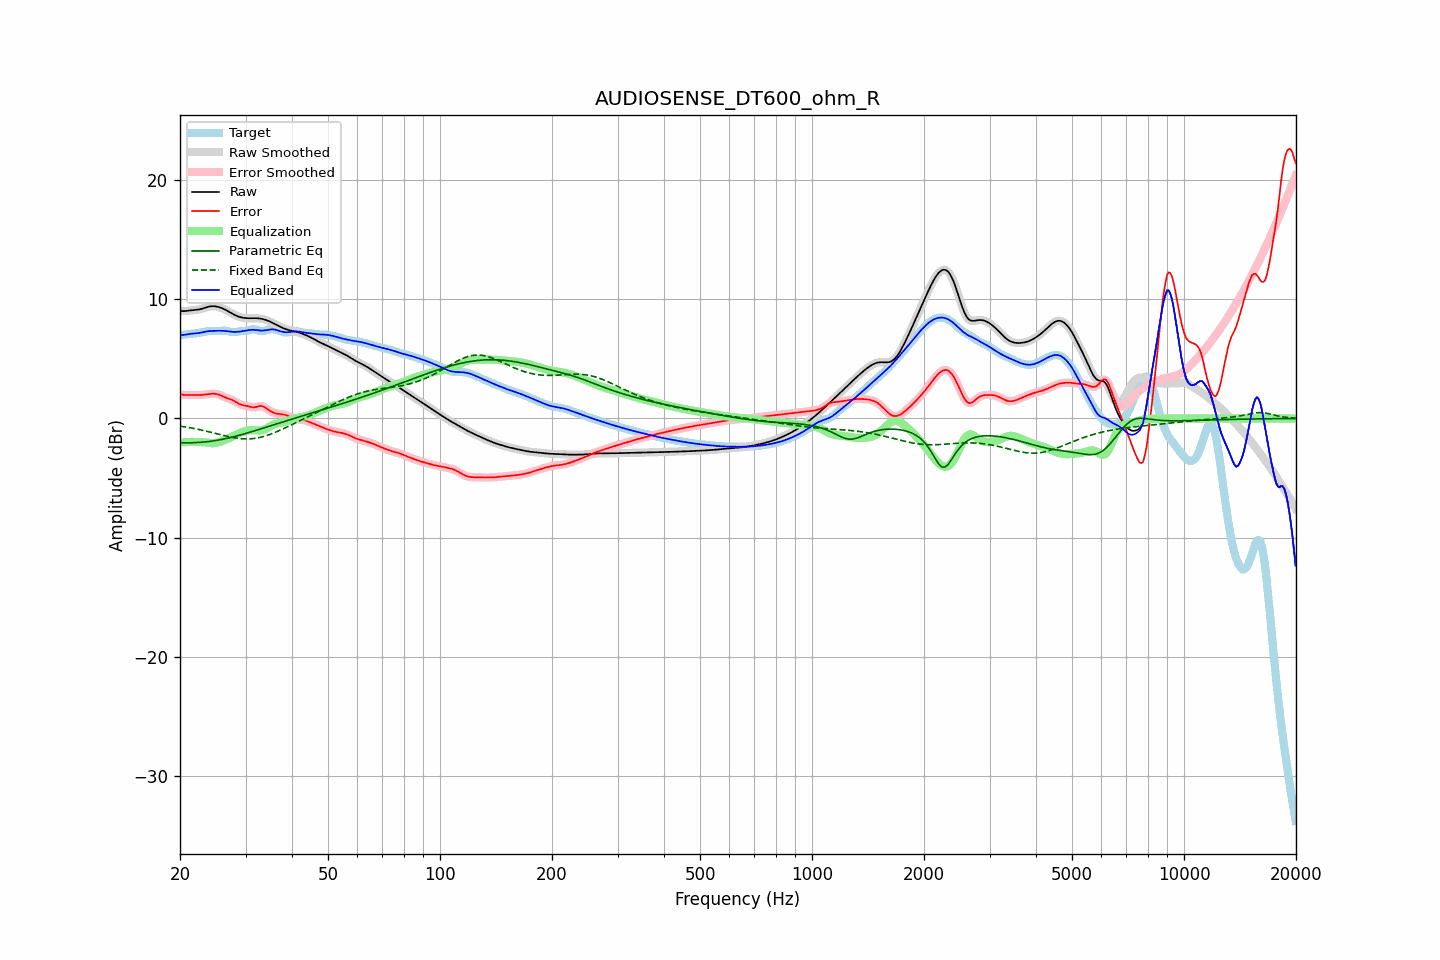 AUDIOSENSE_DT600_ohm_R
Target
Raw Smoothed
Error Smoothed
Raw
Error
Equalization
Parametric Eq
Fixed Band Eq
Equalized
20
10
0
−10
−20
−30
Amplitude (dBr)
20 50 100 200 500 1000 2000 5000 10000 20000
Frequency (Hz)